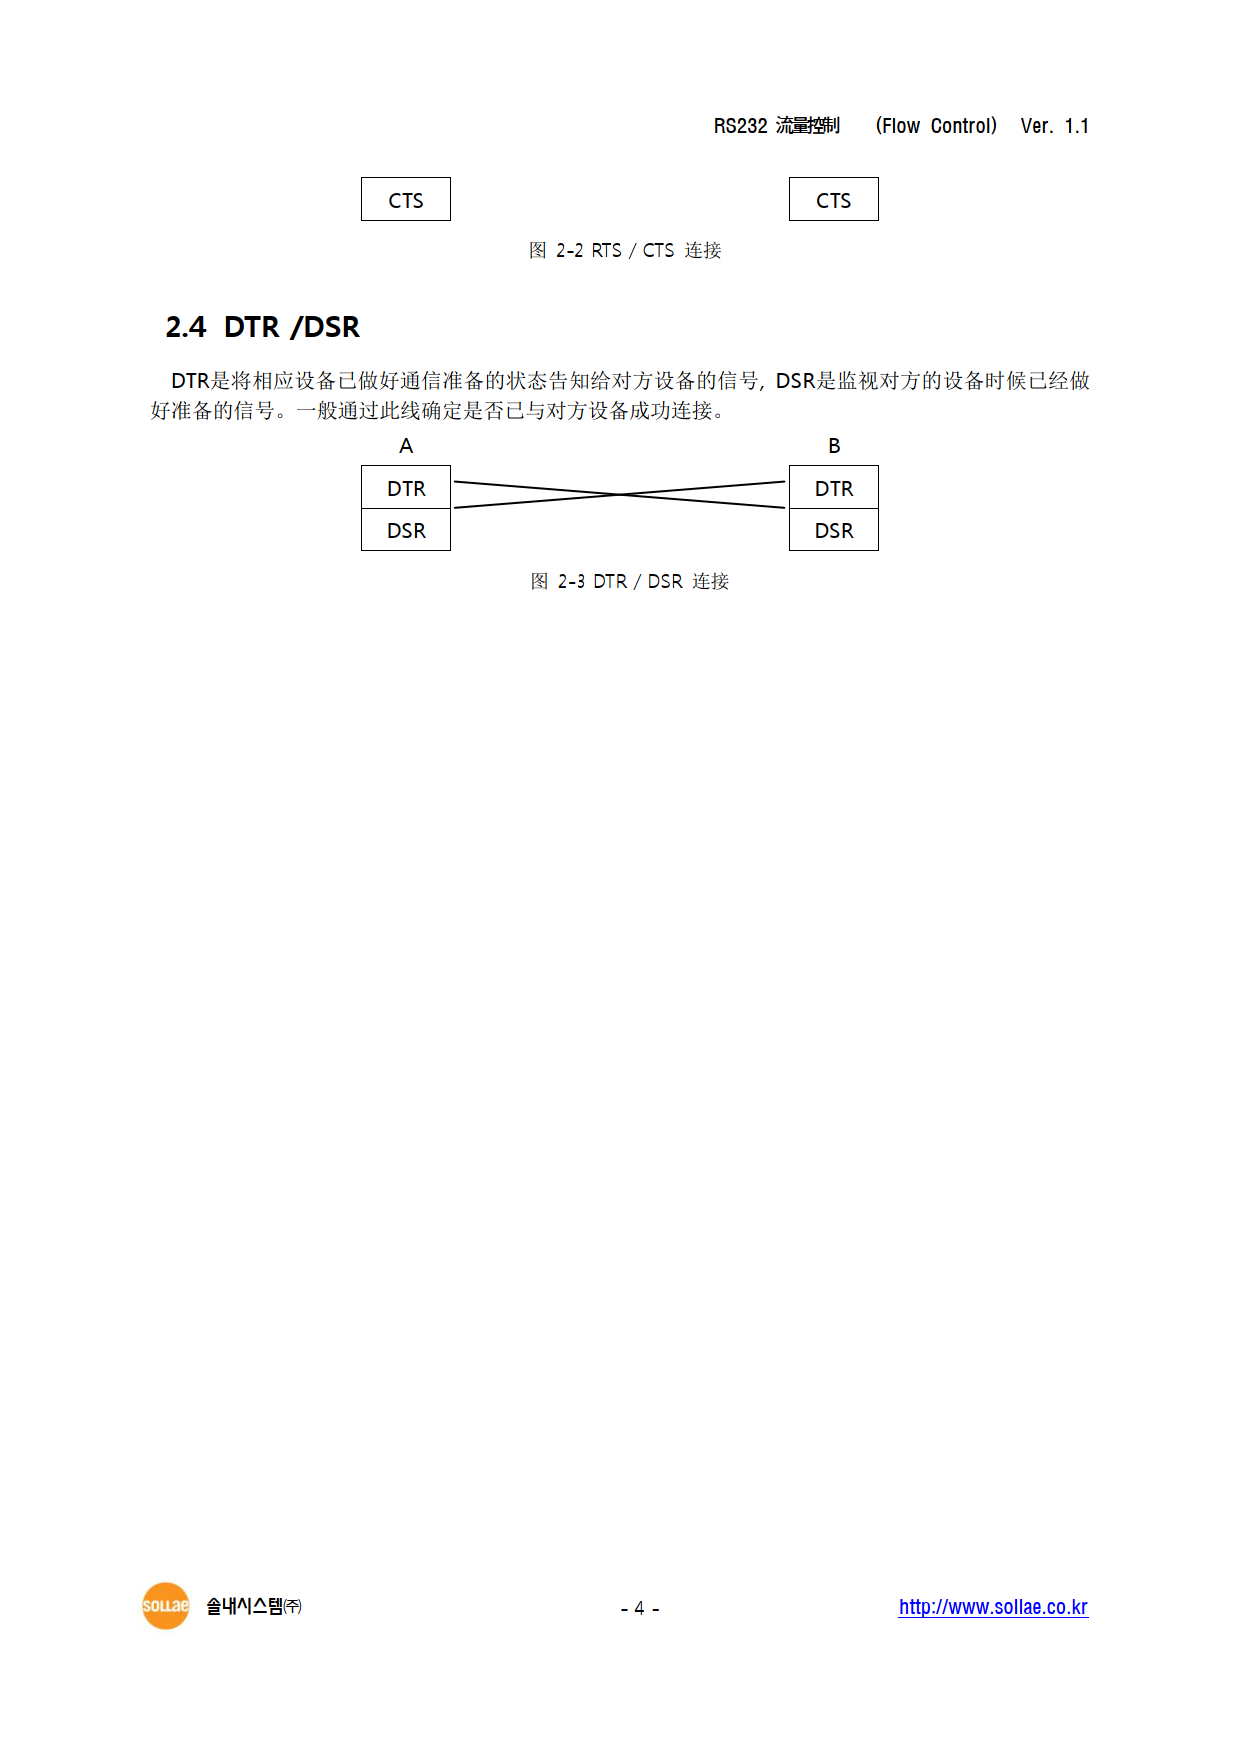 RS232 流量控制 (Flow Control) Ver. 1.1
CTS CTS
图 2-2 RTS / CTS 连接
2.4 DTR /DSR
DTR是将相应设备已做好通信准备的状态告知给对方设备的信号, DSR是监视对方的设备时候已经做
好准备的信号。一般通过此线确定是否已与对方设备成功连接。
A B
DTR DTR
DSR DSR
图 2-3 DTR / DSR 连接
SOLLAE 솔내시스템㈜ - 4 - http://www.sollae.co.kr